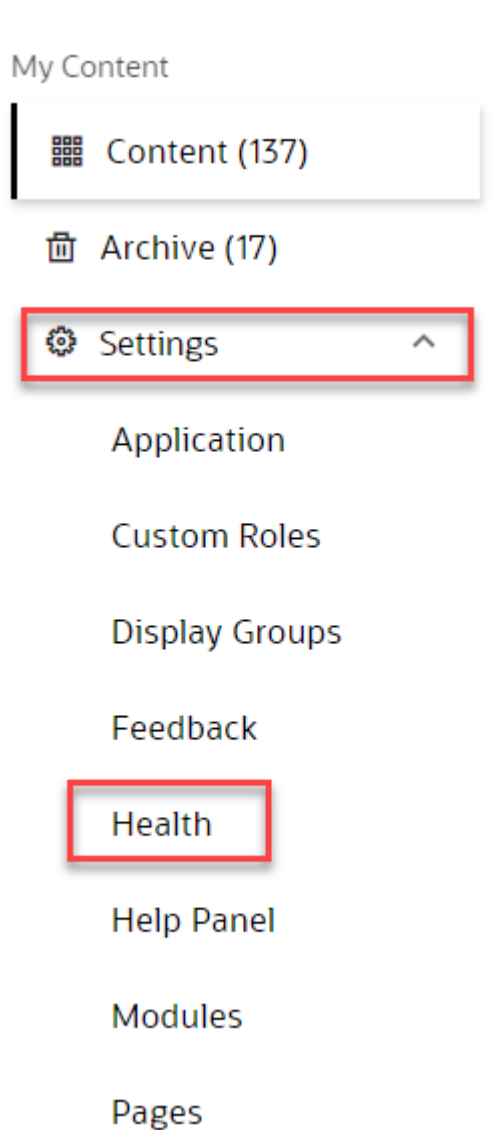 My Content
Content (137)
Archive (17)
Settings
Application
Custom Roles
Display Groups
Feedback
Health
Help Panel
Modules
Pages